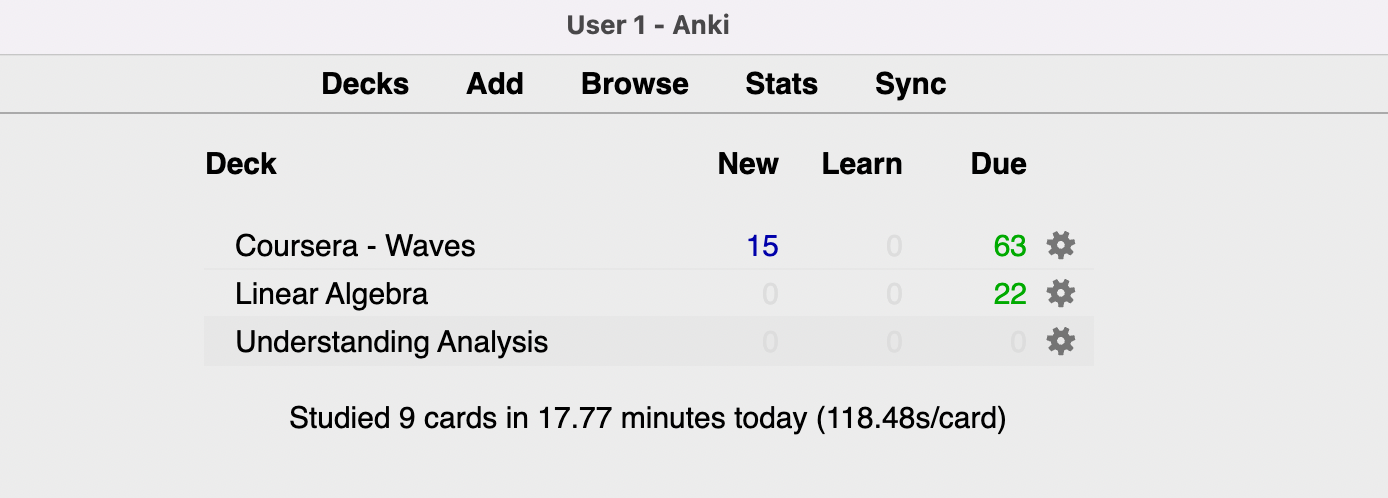 User 1 - Anki
Decks Add Browse Stats Sync
Deck New Learn Due
Coursera - Waves 15 0 63
Linear Algebra 0 0 22
Understanding Analysis 0 0 0
Studied 9 cards in 17.77 minutes today (118.48s/card)